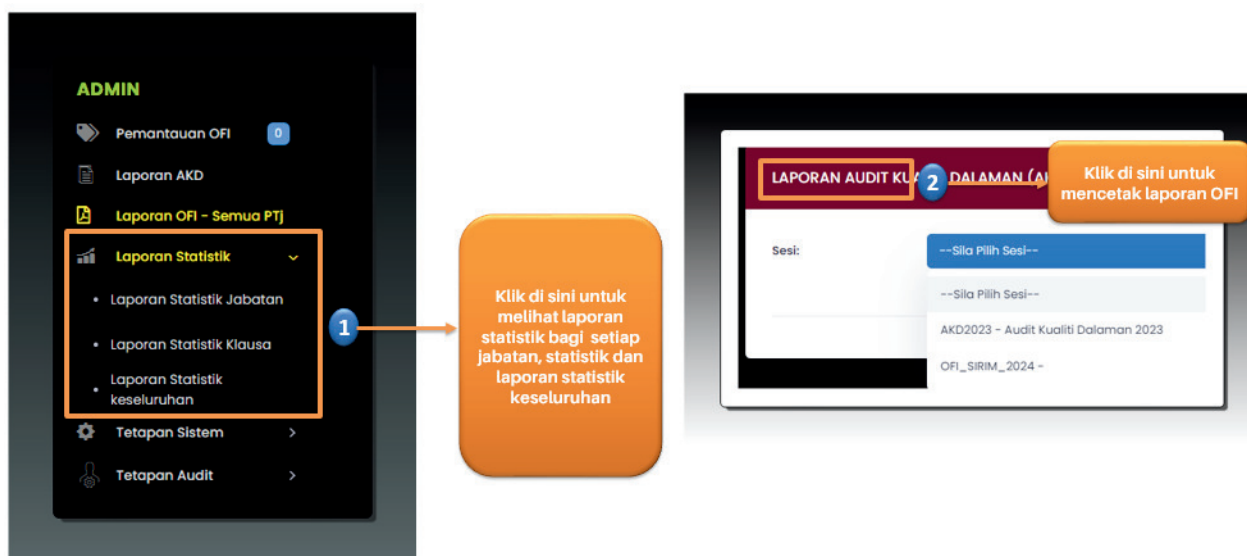 ADMIN
Pemantauan OFI 0
Laporan AKD
Laporan OFI - Semua PTj
Laporan Statistik
Laporan Statistik Jabatan
Laporan Statistik Klausa
Laporan Statistik
keseluruhan
Tetapan Sistem
Tetapan Audit
1
Klik di sini untuk
melihat laporan
statistik bagi setiap
jabatan, statistik dan
laporan statistik
keseluruhan
LAPORAN AUDIT KU
2
DALAMAN (A
Klik di sini untuk
mencetak laporan OFI
Sesi:
--Sila Pilih Sesi--
--Sila Pilih Sesi--
AKD2023 - Audit Kualiti Dalaman 2023
OFI_SIRIM_2024 -